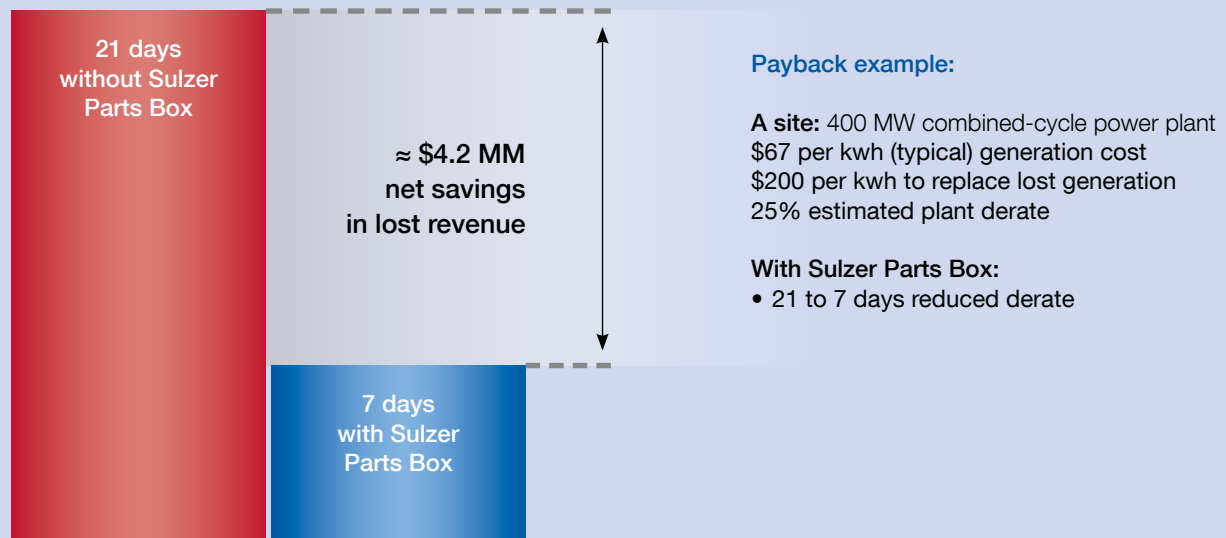 21 days
without Sulzer
Parts Box
≈ $4.2 MM
net savings
in lost revenue
7 days
with Sulzer
Parts Box
Payback example:
A site: 400 MW combined-cycle power plant
$67 per kwh (typical) generation cost
$200 per kwh to replace lost generation
25% estimated plant derate
With Sulzer Parts Box:
• 21 to 7 days reduced derate